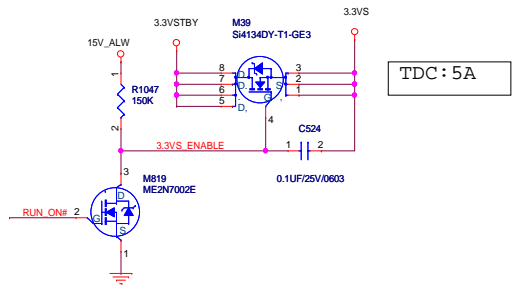 3.3VSTBY
M39
Si4134DY-T1-GE3
3.3VS
15V_ALW
TDC:5A
8 D, 3
7 D, S 2
6 , 1
5 D, G ,
4
1
R1047
150K
2
C524
1 2
3.3VS_ENABLE
0.1UF/25V/0603
3
M819
ME2N7002E
D
RUN_ON# 2 G
S
1